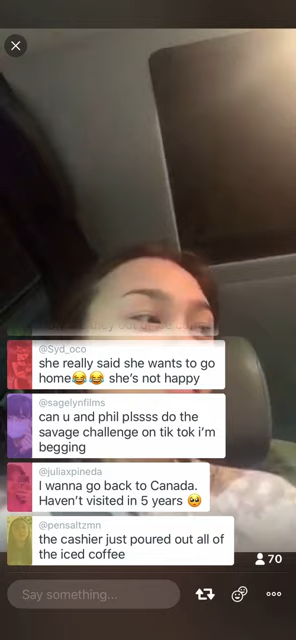 @Syd_oco
she really said she wants to go
home😂😂 she's not happy
@sagelynfilms
can u and phil plssss do the
savage challenge on tik tok i'm
begging
@juliaxpineda
I wanna go back to Canada.
Haven't visited in 5 years 🥺
@pensaltzmn
the cashier just poured out all of
the iced coffee
70
Say something...